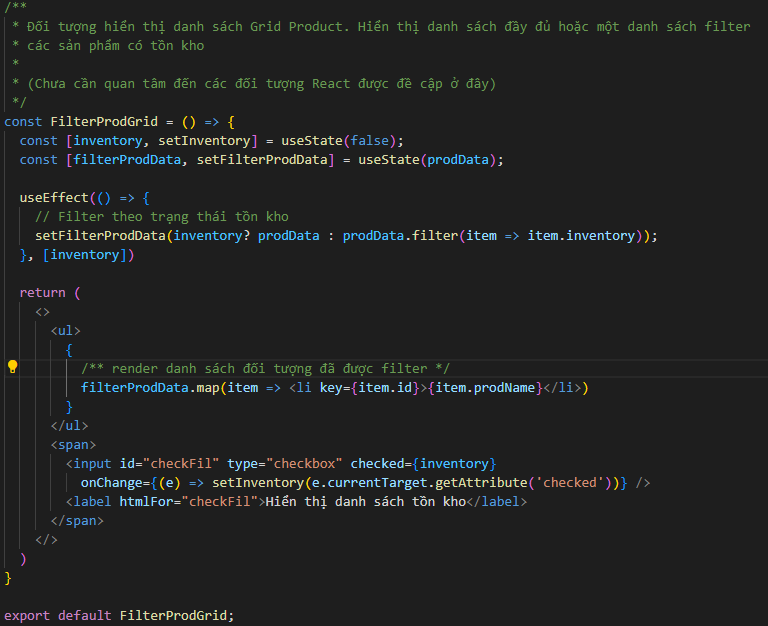 /**
 * Đối tượng hiển thị danh sách Grid Product. Hiển thị danh sách đầy đủ hoặc một danh sách filter
 * các sản phẩm có tồn kho
 *
 * (Chưa cần quan tâm đến các đối tượng React được đề cập ở đây)
 */
const FilterProdGrid = () => {
  const [inventory, setInventory] = useState(false);
  const [filterProdData, setFilterProdData] = useState(prodData);

  useEffect(() => {
    // Filter theo trạng thái tồn kho
    setFilterProdData(inventory? prodData : prodData.filter(item => item.inventory));
  }, [inventory])

  return (
    <>
      <ul>
        {
          /** render danh sách đối tượng đã được filter */
          filterProdData.map(item => <li key={item.id}>{item.prodName}</li>)
        }
      </ul>
      <span>
        <input id="checkFil" type="checkbox" checked={inventory}
          onChange={(e) => setInventory(e.currentTarget.getAttribute('checked'))} />
        <label htmlFor="checkFil">Hiển thị danh sách tồn kho</label>
      </span>
    </>
  )
}

export default FilterProdGrid;